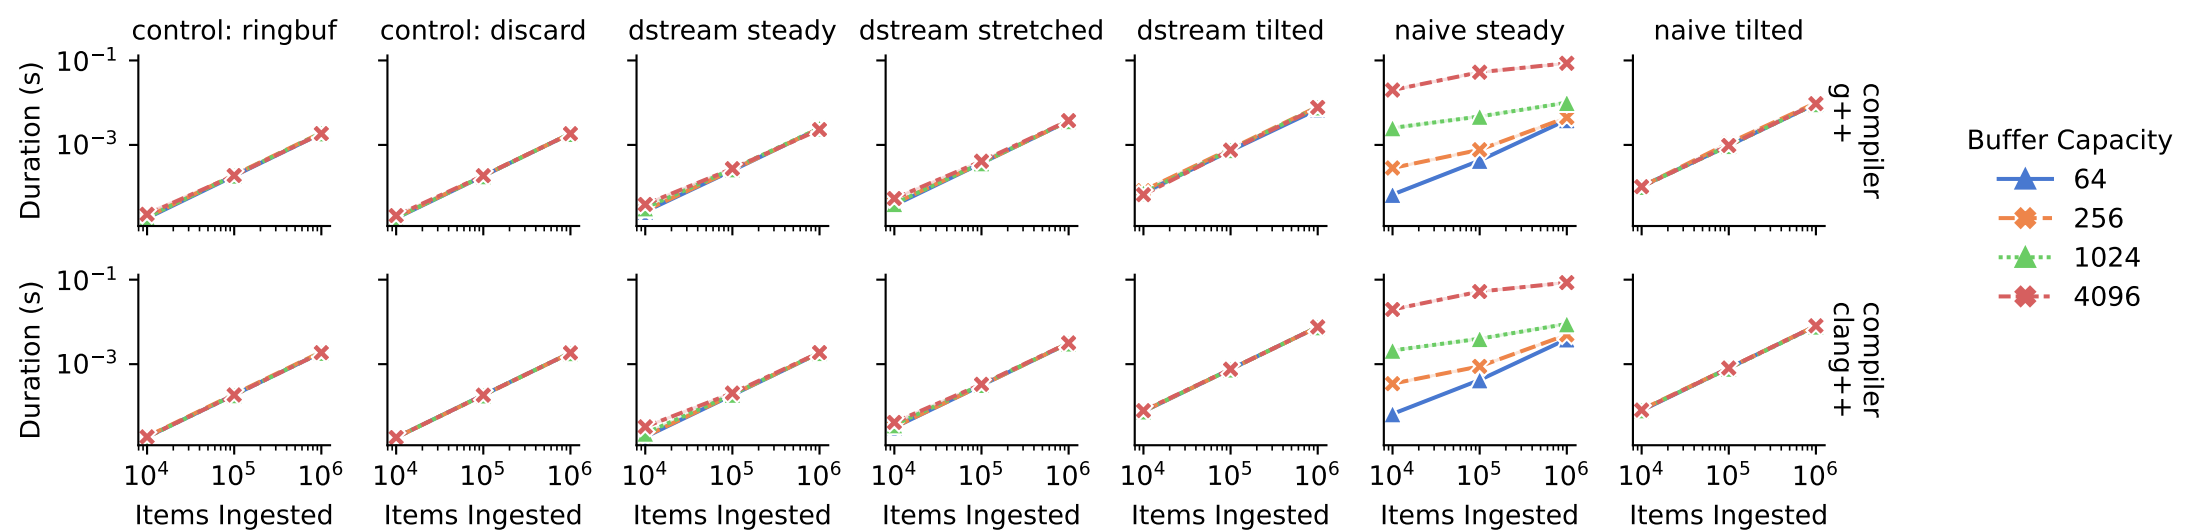 control: ringbuf
control: discard
dstream steady
dstream stretched
dstream tilted
naive steady
naive tilted
Duration (s)
10⁻¹
10⁻³
compiler
g++
Duration (s)
10⁻¹
10⁻³
compiler
clang++
10⁴ 10⁵ 10⁶
10⁴ 10⁵ 10⁶
10⁴ 10⁵ 10⁶
10⁴ 10⁵ 10⁶
10⁴ 10⁵ 10⁶
10⁴ 10⁵ 10⁶
10⁴ 10⁵ 10⁶
Items Ingested
Items Ingested
Items Ingested
Items Ingested
Items Ingested
Items Ingested
Items Ingested
Buffer Capacity
64
256
1024
4096